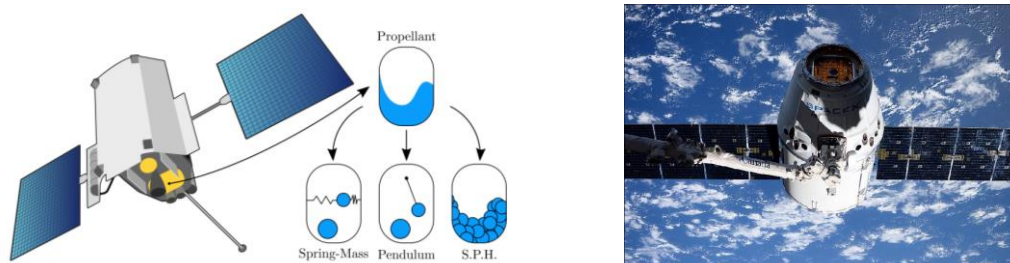 Propellant
Spring-Mass
Pendulum
S.P.H.
SPACEX